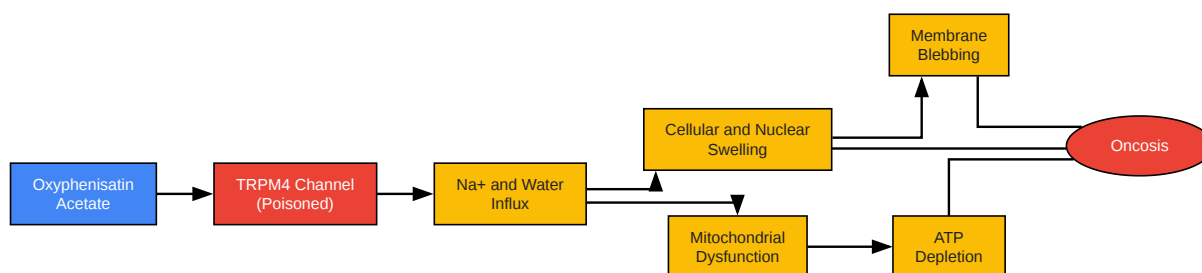 Oxyphenisatin
Acetate
TRPM4 Channel
(Poisoned)
Na+ and Water
Influx
Cellular and Nuclear
Swelling
Membrane
Blebbing
Mitochondrial
Dysfunction
ATP
Depletion
Oncosis